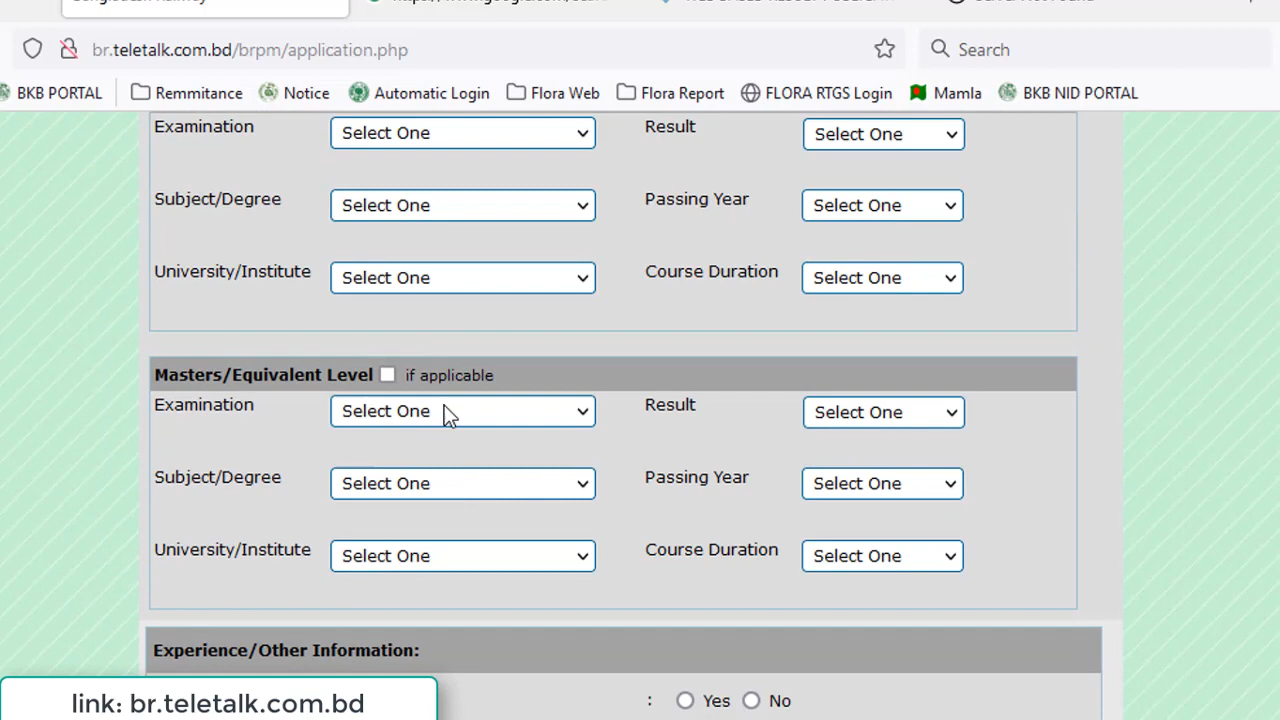 br.teletalk.com.bd/brpm/application.php
Search
BKB PORTAL
Remmitance
Notice
Automatic Login
Flora Web
Flora Report
FLORA RTGS Login
Mamla
BKB NID PORTAL
Examination
Select One
Result
Select One
Subject/Degree
Select One
Passing Year
Select One
University/Institute
Select One
Course Duration
Select One
Masters/Equivalent Level if applicable
Examination
Select One
Result
Select One
Subject/Degree
Select One
Passing Year
Select One
University/Institute
Select One
Course Duration
Select One
Experience/Other Information:
: Yes No
link: br.teletalk.com.bd